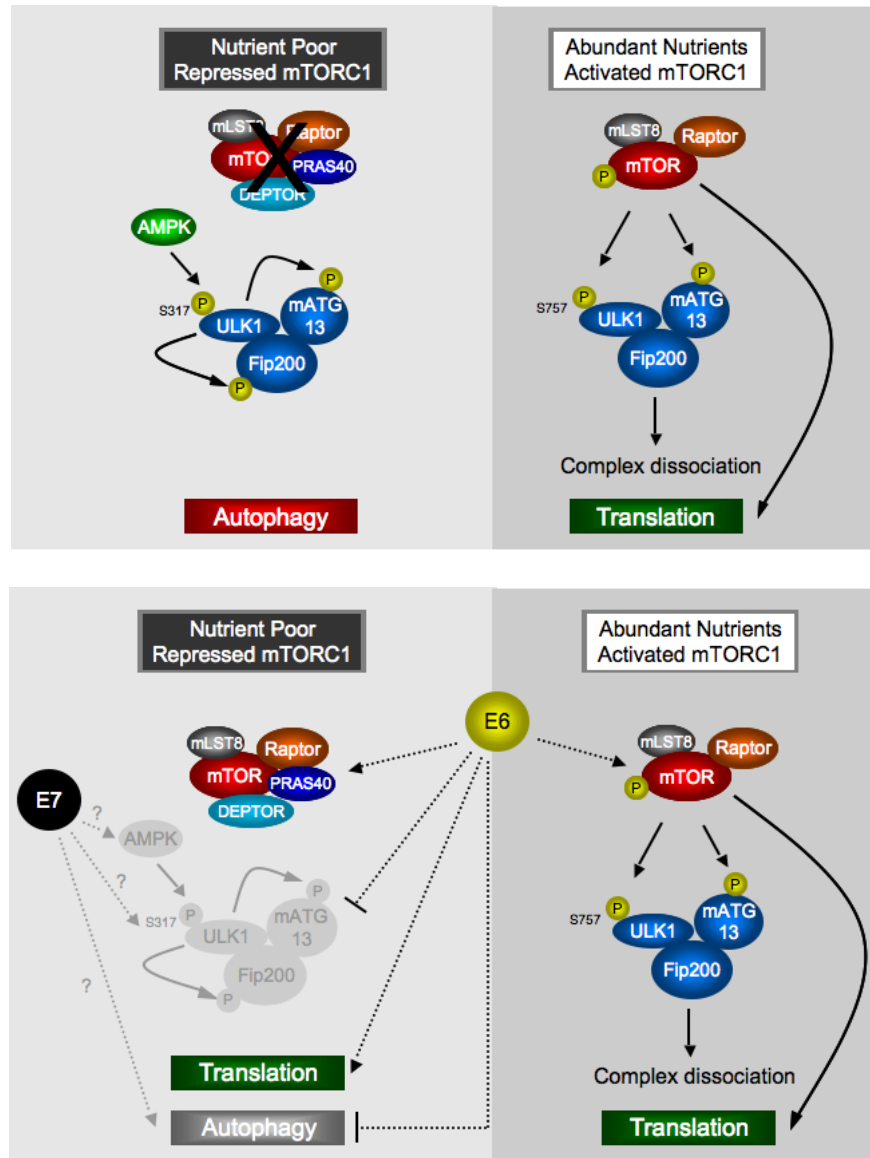 Nutrient Poor
Repressed mTORC1
mLST8
Raptor
mTOR
PRAS40
DEPTOR
AMPK
P
S317
P
ULK1
mATG
13
Fip200
P
Autophagy
Abundant Nutrients
Activated mTORC1
mLST8
Raptor
mTOR
P
P
S757
P
ULK1
mATG
13
Fip200
Complex dissociation
Translation
Nutrient Poor
Repressed mTORC1
E6
mLST8
Raptor
mTOR
PRAS40
DEPTOR
E7
?
AMPK
?
P
S317
P
ULK1
mATG
13
Fip200
?
P
Translation
Autophagy
Abundant Nutrients
Activated mTORC1
mLST8
Raptor
mTOR
P
P
S757
P
ULK1
mATG
13
Fip200
Complex dissociation
Translation